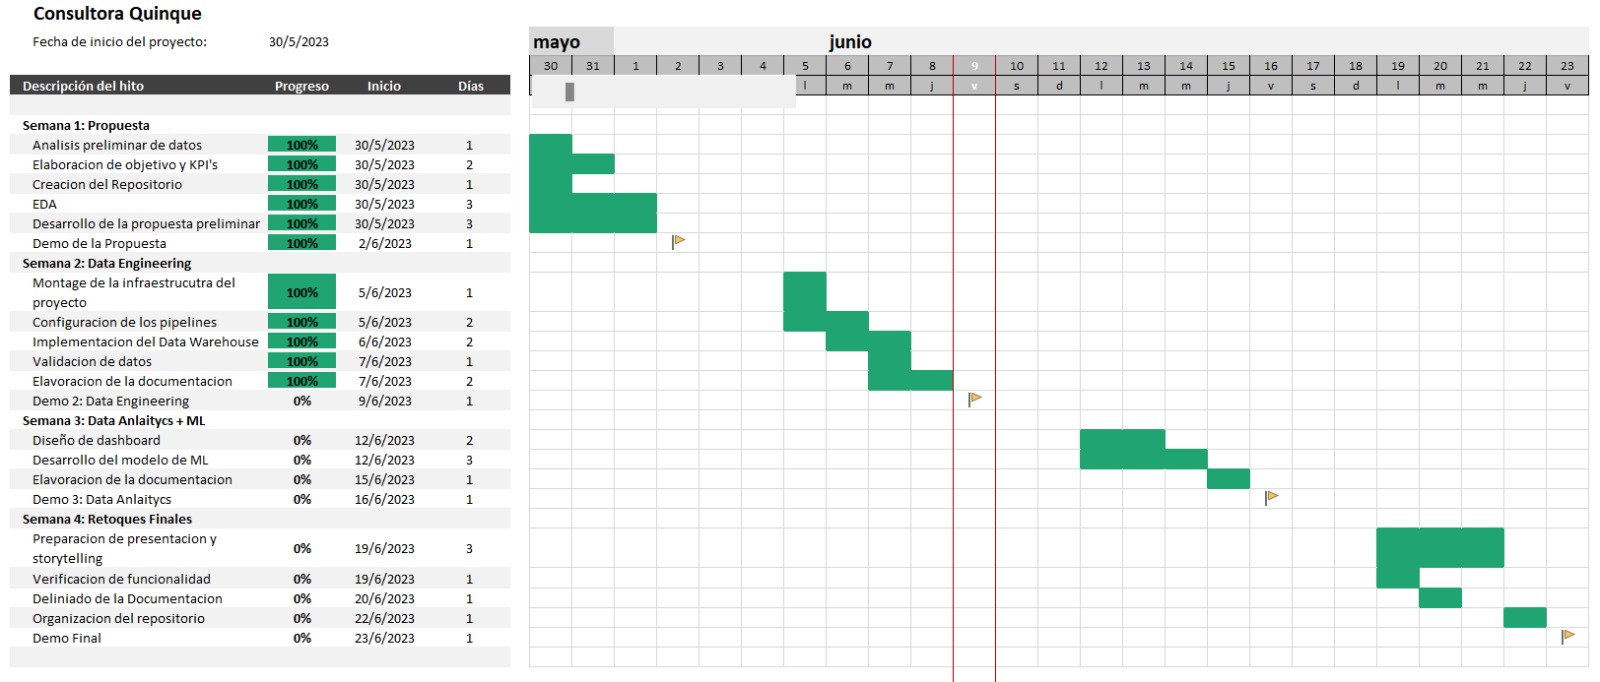 Consultora Quinque
Fecha de inicio del proyecto: 30/5/2023
mayo junio
30 31 1 2 3 4 5 6 7 8 9 10 11 12 13 14 15 16 17 18 19 20 21 22 23
l m m j v s d l m m j v s d l m m j v
Descripción del hito Progreso Inicio Días
Semana 1: Propuesta
Analisis preliminar de datos 100% 30/5/2023 1
Elaboracion de objetivo y KPI's 100% 30/5/2023 2
Creacion del Repositorio 100% 30/5/2023 1
EDA 100% 30/5/2023 3
Desarrollo de la propuesta preliminar 100% 30/5/2023 3
Demo de la Propuesta 100% 2/6/2023 1
Semana 2: Data Engineering
Montage de la infraestrucutra del
proyecto 100% 5/6/2023 1
Configuracion de los pipelines 100% 5/6/2023 2
Implementacion del Data Warehouse 100% 6/6/2023 2
Validacion de datos 100% 7/6/2023 1
Elavoracion de la documentacion 100% 7/6/2023 2
Demo 2: Data Engineering 0% 9/6/2023 1
Semana 3: Data Anlaitycs + ML
Diseño de dashboard 0% 12/6/2023 2
Desarrollo del modelo de ML 0% 12/6/2023 3
Elavoracion de la documentacion 0% 15/6/2023 1
Demo 3: Data Anlaitycs 0% 16/6/2023 1
Semana 4: Retoques Finales
Preparacion de presentacion y
storytelling 0% 19/6/2023 3
Verificacion de funcionalidad 0% 19/6/2023 1
Deliniado de la Documentacion 0% 20/6/2023 1
Organizacion del repositorio 0% 22/6/2023 1
Demo Final 0% 23/6/2023 1